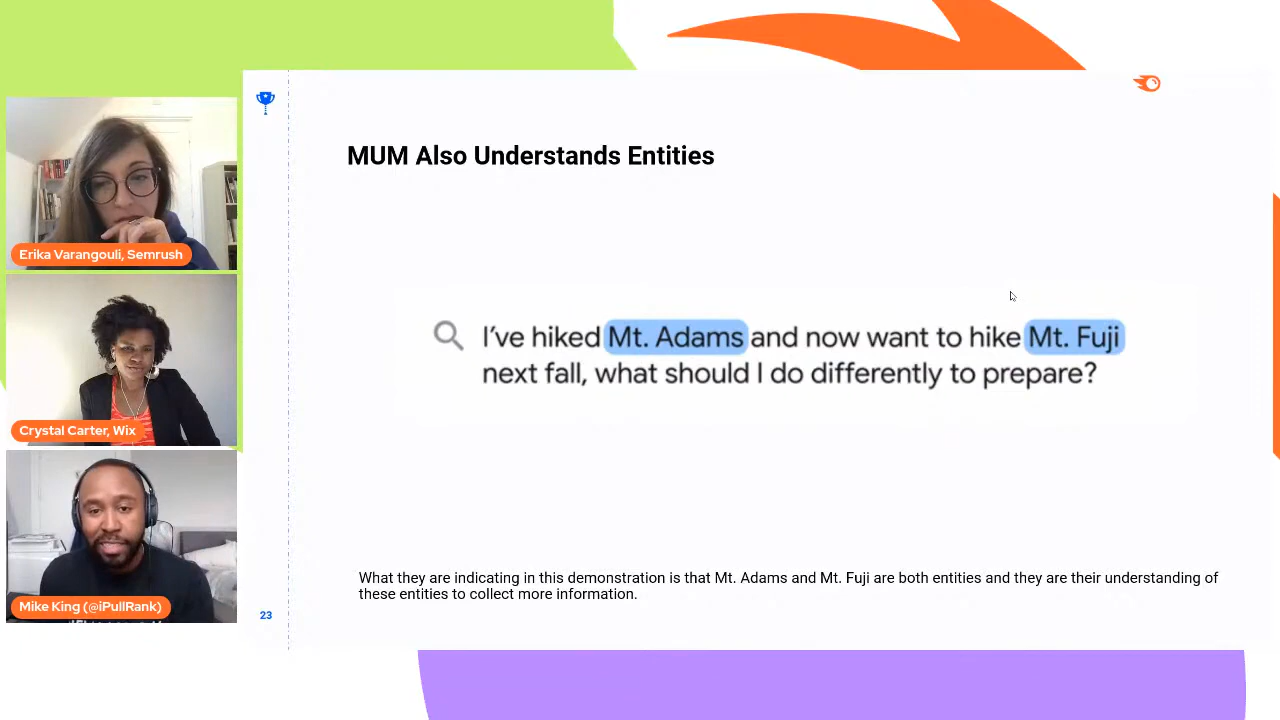 MUM Also Understands Entities
I've hiked Mt. Adams and now want to hike Mt. Fuji
next fall, what should I do differently to prepare?
What they are indicating in this demonstration is that Mt. Adams and Mt. Fuji are both entities and they are their understanding of
these entities to collect more information.
23
Erika Varangouli, Semrush
Crystal Carter, Wix
Mike King (@iPullRank)